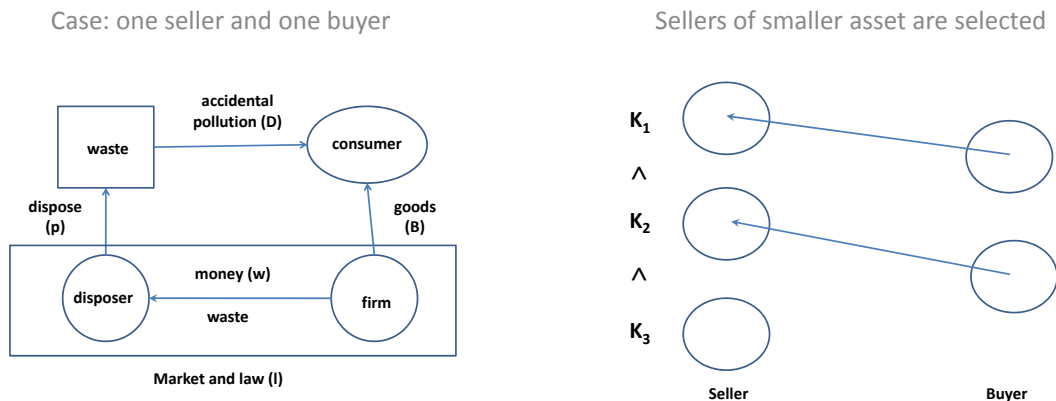 Case: one seller and one buyer
accidental
pollution (D)
waste
consumer
dispose
(p)
goods
(B)
money (w)
disposer
firm
waste
Market and law (l)
Sellers of smaller asset are selected
K1
^
K2
^
K3
Seller
Buyer